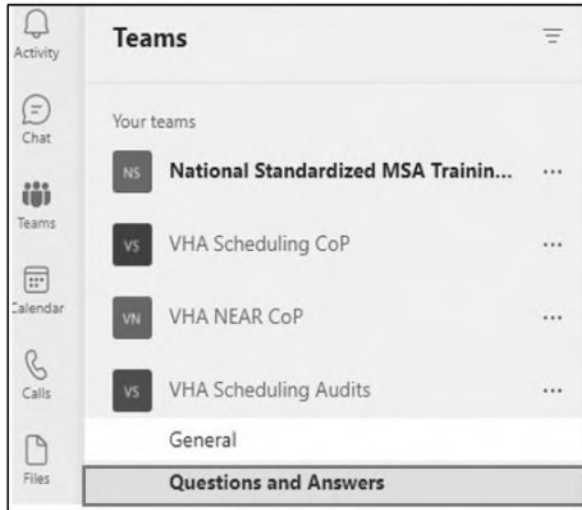 Activity
Chat
Teams
Calendar
Calls
Files
Teams
Your teams
NS National Standardized MSA Trainin... ...
VS VHA Scheduling CoP ...
VN VHA NEAR CoP ...
VS VHA Scheduling Audits ...
General
Questions and Answers